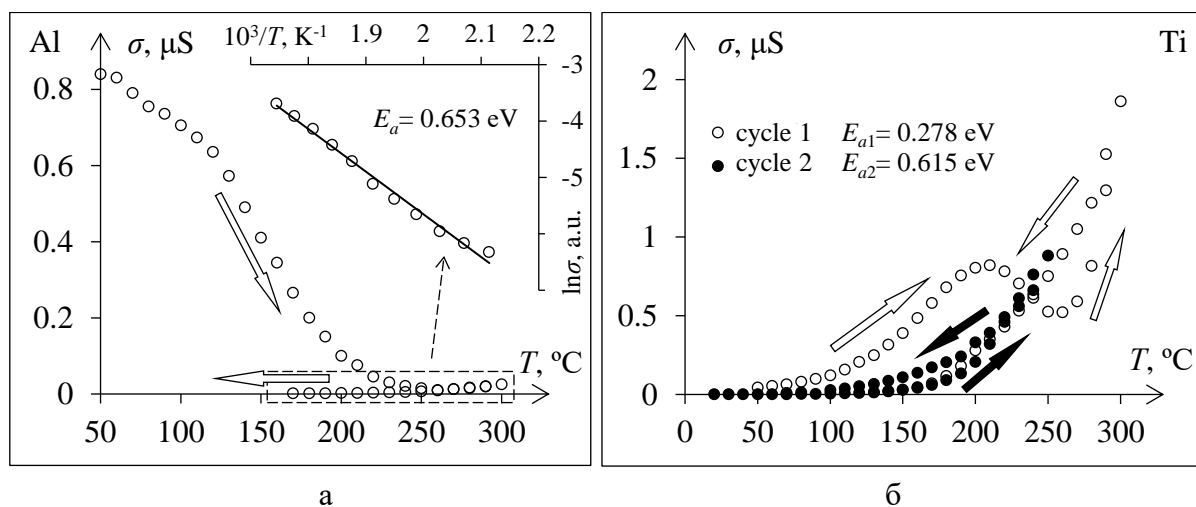 Al
σ, μS
10³/T, K⁻¹
1.9
2
2.1
2.2
-3
-4
-5
lnσ, a.u.
Eₐ= 0.653 eV
0.8
0.6
0.4
0.2
0
T, ºC
50
100
150
200
250
300
а
σ, μS
Ti
2
1.5
1
0.5
0
cycle 1 Eₐ₁= 0.278 eV
cycle 2 Eₐ₂= 0.615 eV
T, ºC
0
50
100
150
200
250
300
б